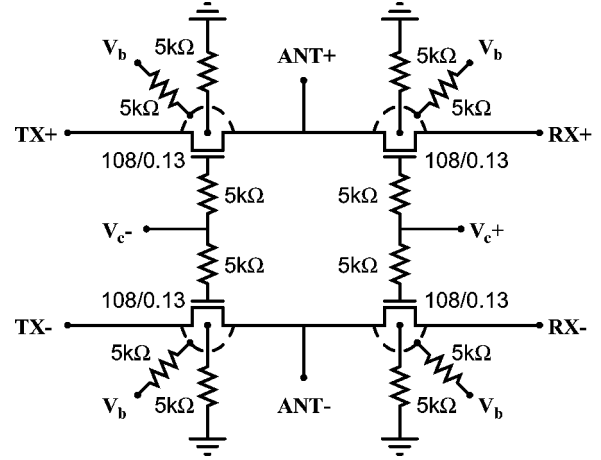 V_b 5kΩ ANT+ 5kΩ V_b
5kΩ 5kΩ
TX+ RX+
108/0.13 108/0.13
5kΩ 5kΩ
V_c- V_c+
5kΩ 5kΩ
108/0.13 108/0.13
TX- RX-
5kΩ 5kΩ
V_b 5kΩ ANT- 5kΩ V_b